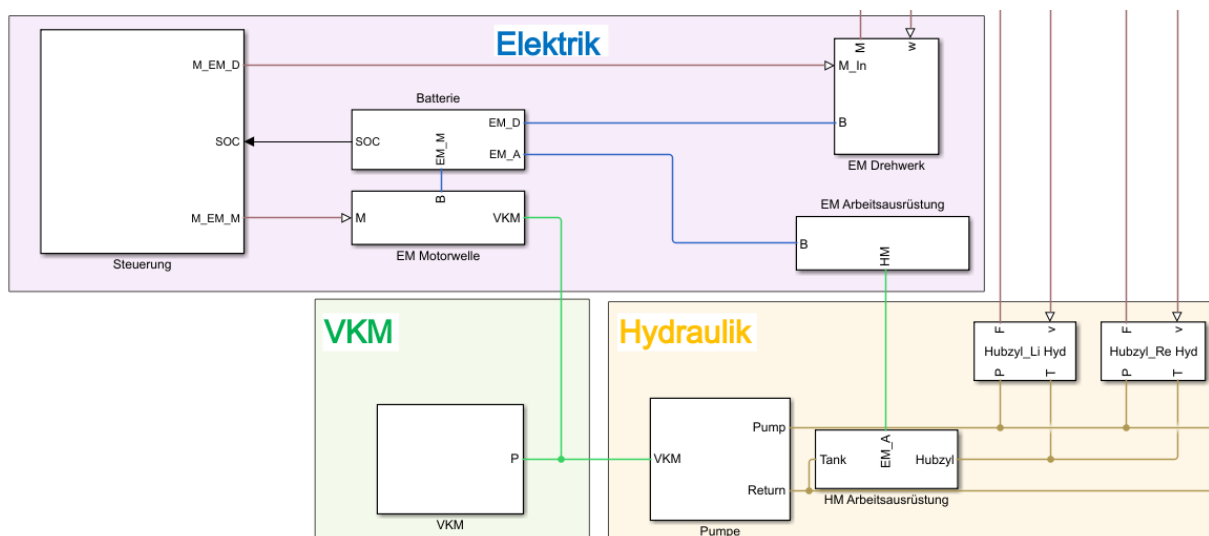 Elektrik
M_EM_D
SOC
M_EM_M
Steuerung
Batterie
SOC
EM_M
EM_D
EM_A
B
M
VKM
EM Motorwelle
M
w
M_In
B
EM Drehwerk
EM Arbeitsausrüstung
B
HM
VKM
P
VKM
Hydraulik
VKM
Pump
Return
Pumpe
EM_A
Tank
Hubzyl
HM Arbeitsausrüstung
F
v
Hubzyl_Li Hyd
P
T
F
v
Hubzyl_Re Hyd
P
T